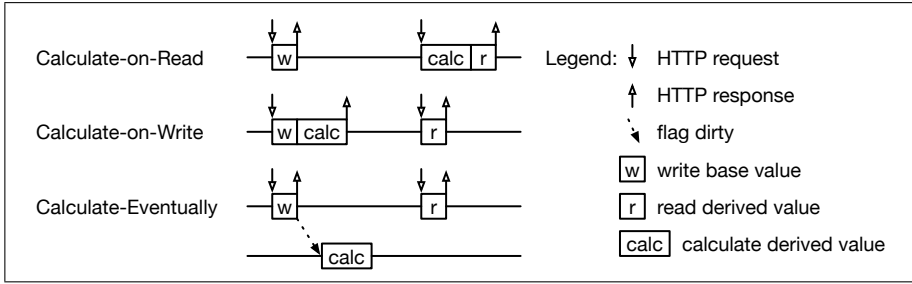 Calculate-on-Read w calc r Legend: HTTP request
HTTP response
Calculate-on-Write w calc r flag dirty
w write base value
Calculate-Eventually w r r read derived value
calc calc calculate derived value